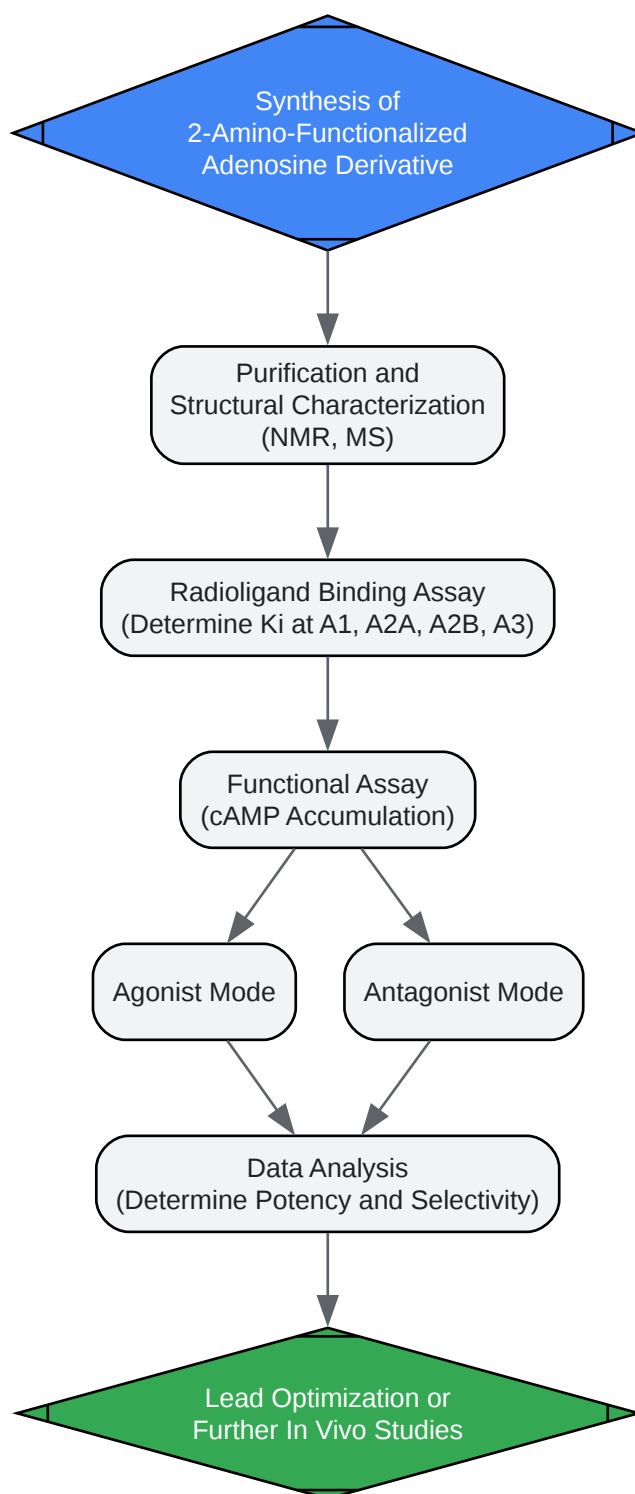 Synthesis of
2-Amino-Functionalized
Adenosine Derivative
Purification and
Structural Characterization
(NMR, MS)
Radioligand Binding Assay
(Determine Ki at A1, A2A, A2B, A3)
Functional Assay
(cAMP Accumulation)
Agonist Mode
Antagonist Mode
Data Analysis
(Determine Potency and Selectivity)
Lead Optimization or
Further In Vivo Studies